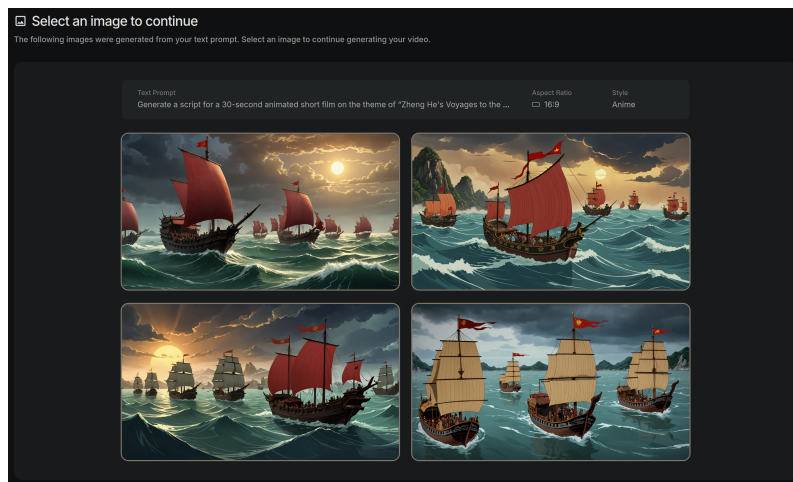 Select an image to continue
The following images were generated from your text prompt. Select an image to continue generating your video.
Text Prompt
Aspect Ratio
Style
Generate a script for a 30-second animated short film on the theme of "Zheng He's Voyages to the ...
16:9
Anime